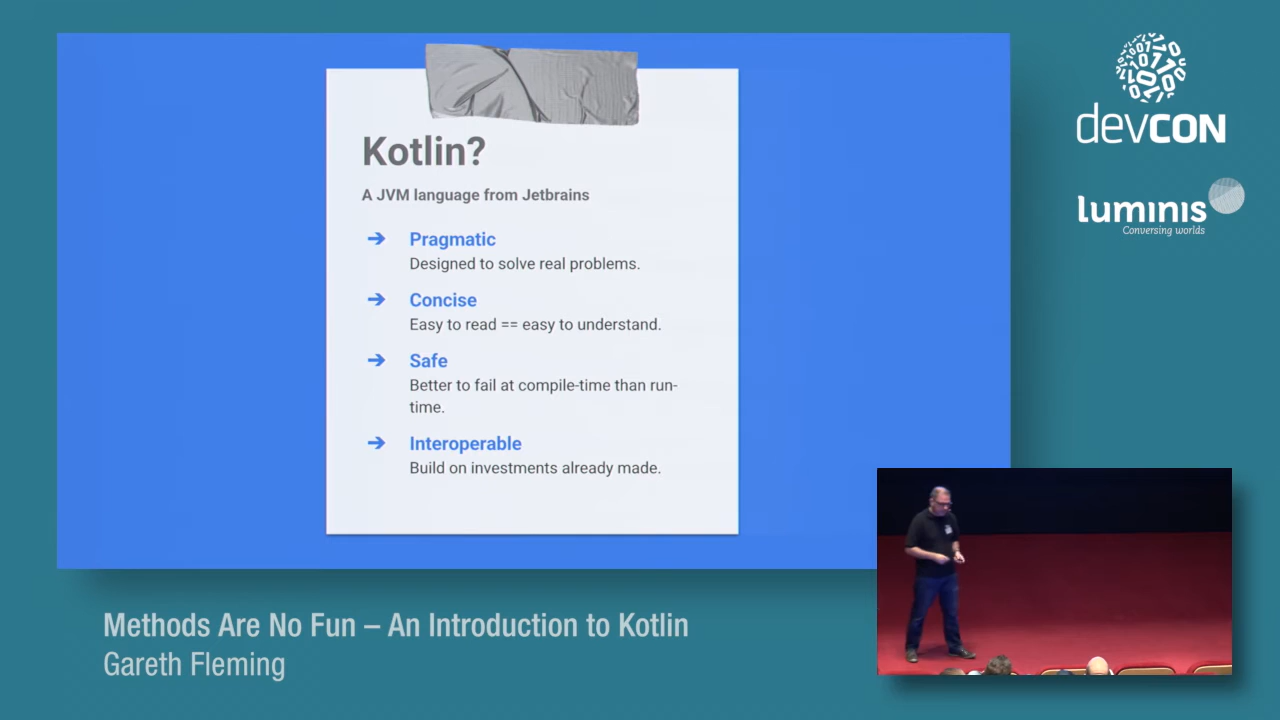 Kotlin?
A JVM language from Jetbrains
➔ Pragmatic
Designed to solve real problems.
➔ Concise
Easy to read == easy to understand.
➔ Safe
Better to fail at compile-time than run-
time.
➔ Interoperable
Build on investments already made.
devCON
luminis
Conversing worlds
Methods Are No Fun – An Introduction to Kotlin
Gareth Fleming